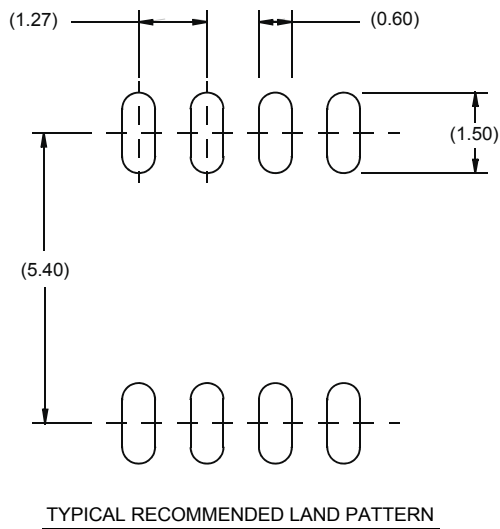 (1.27)
(0.60)
(1.50)
(5.40)
TYPICAL RECOMMENDED LAND PATTERN